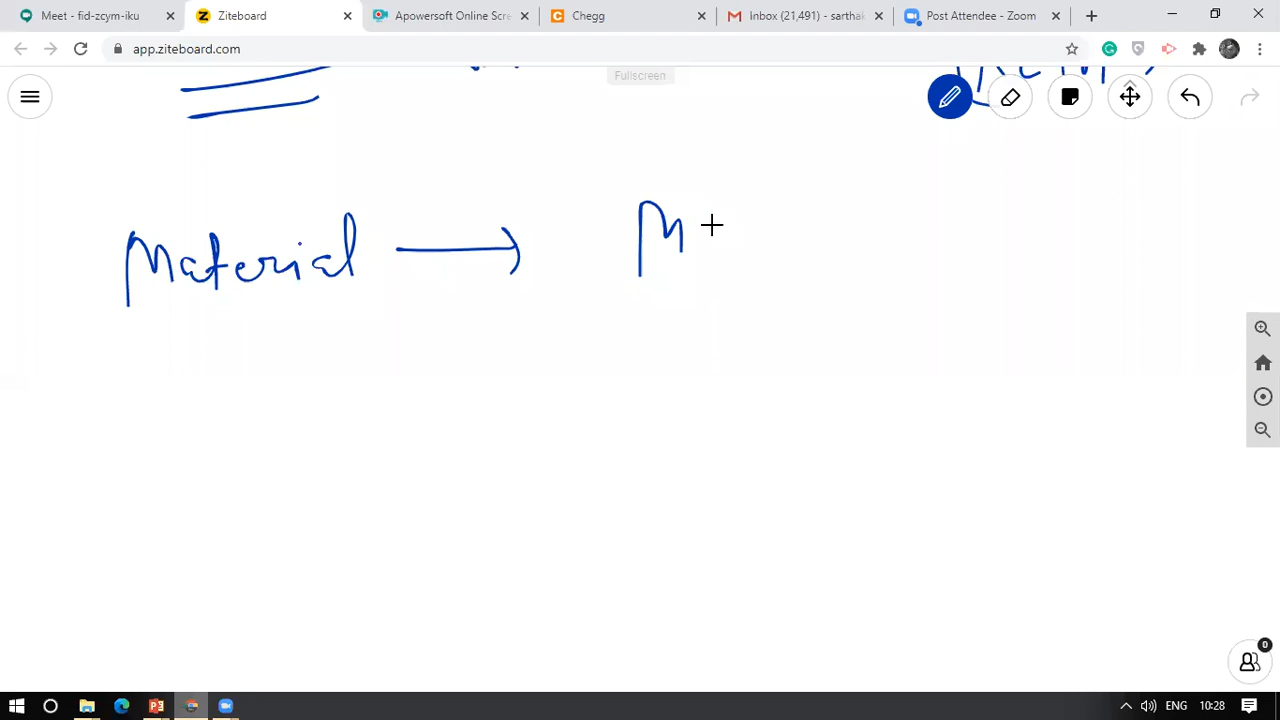 Meet - fid-zcym-iku
Ziteboard
Apowersoft Online Scre
Chegg
Inbox (21,491) - sarthak
Post Attendee - Zoom
app.ziteboard.com
Fullscreen
Material → M
0
ENG 10:28